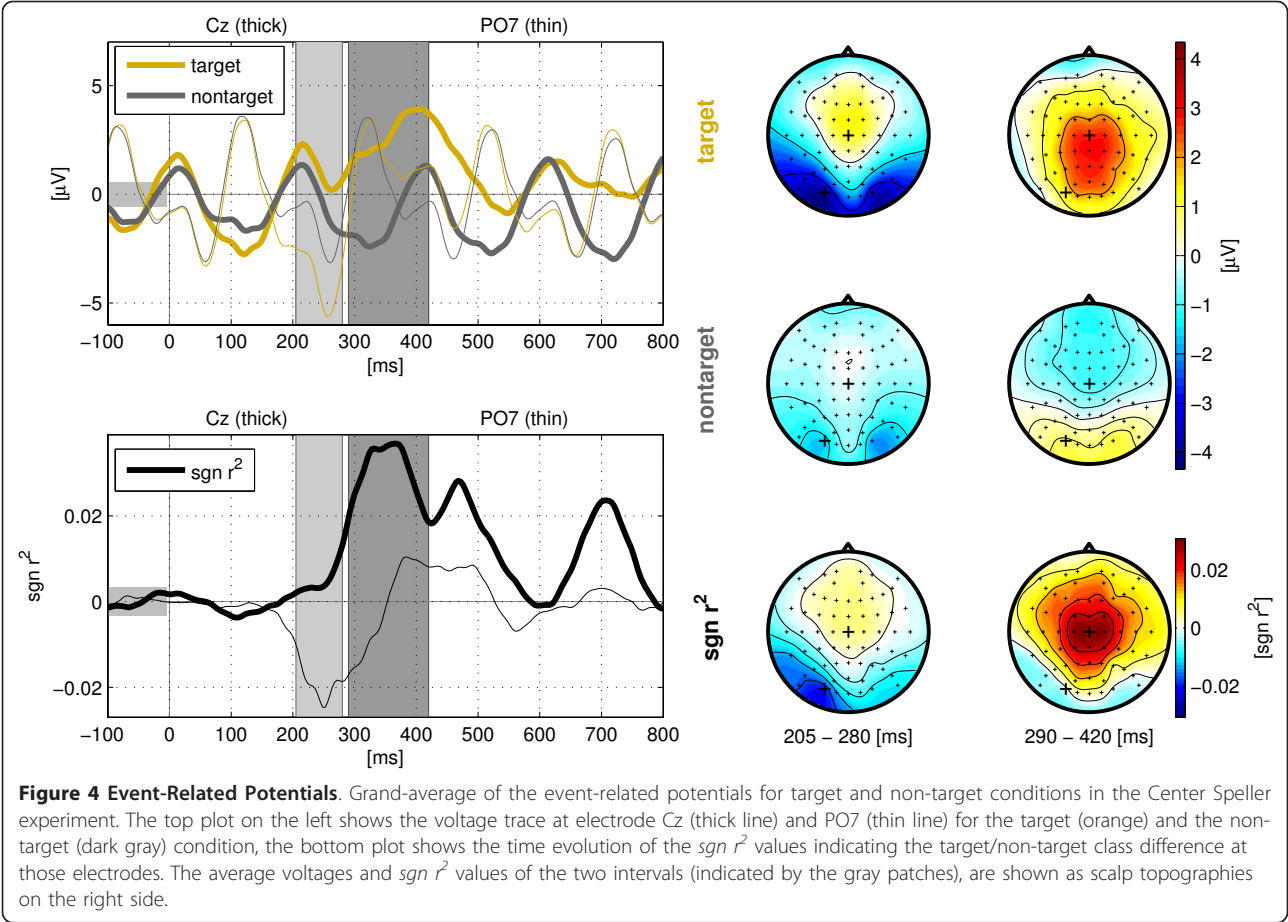 Cz (thick) PO7 (thin)
target
nontarget
5
0
−5
[µV]
−100 0 100 200 300 400 500 600 700 800
[ms]
Cz (thick) PO7 (thin)
sgn r²
0.02
0
−0.02
sgn r²
−100 0 100 200 300 400 500 600 700 800
[ms]
target
nontarget
sgn r²
4
3
2
1
0
−1
−2
−3
−4
[µV]
0.02
0
−0.02
[sgn r²]
205 − 280 [ms] 290 − 420 [ms]
Figure 4 Event-Related Potentials. Grand-average of the event-related potentials for target and non-target conditions in the Center Speller
experiment. The top plot on the left shows the voltage trace at electrode Cz (thick line) and PO7 (thin line) for the target (orange) and the non-
target (dark gray) condition, the bottom plot shows the time evolution of the sgn r² values indicating the target/non-target class difference at
those electrodes. The average voltages and sgn r² values of the two intervals (indicated by the gray patches), are shown as scalp topographies
on the right side.